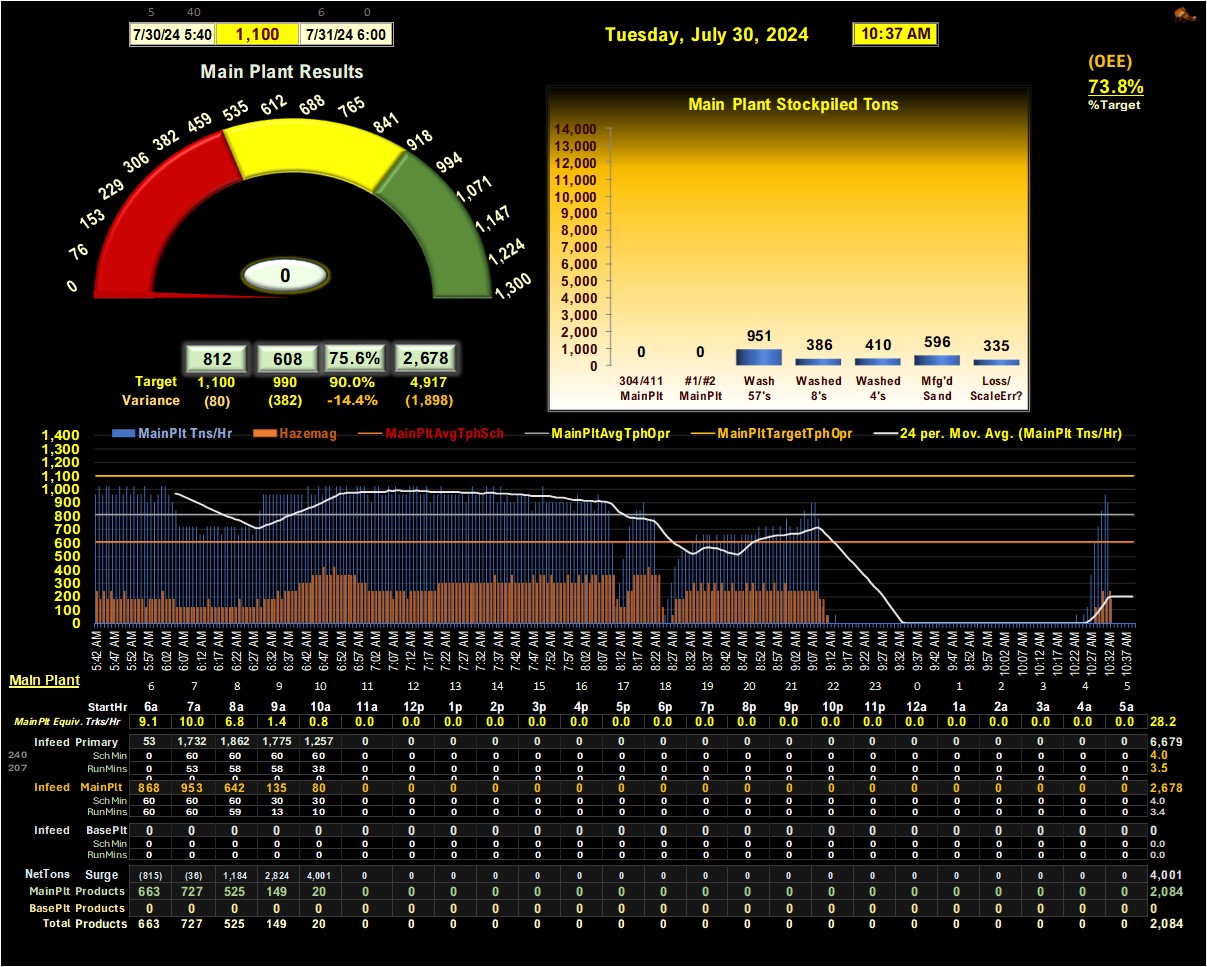 5 40 6 0
7/30/24 5:40 1,100 7/31/24 6:00
Tuesday, July 30, 2024 10:37 AM
(OEE)
73.8%
%Target
Main Plant Results
0 76 153 229 306 382 459 535 612 688 765 841 918 994 1,071 1,147 1,224 1,300
0
812 608 75.6% 2,678
Target 1,100 990 90.0% 4,917
Variance (80) (382) -14.4% (1,898)
Main Plant Stockpiled Tons
14,000
13,000
12,000
11,000
10,000
9,000
8,000
7,000
6,000
5,000
4,000
3,000
2,000
1,000
0
0 0 951 386 410 596 335
304/411 #1/#2 Wash Washed Washed Mfg'd Loss/
MainPlt MainPlt 57's 8's 4's Sand ScaleErr?
MainPlt Tns/Hr Hazemag MainPltAvgTphSch MainPltAvgTphOpr MainPltTargetTphOpr 24 per. Mov. Avg. (MainPlt Tns/Hr)
1,400
1,300
1,200
1,100
1,000
900
800
700
600
500
400
300
200
100
0
5:42 AM 5:47 AM 5:52 AM 5:57 AM 6:07 AM 6:12 AM 6:17 AM 6:22 AM 6:27 AM 6:32 AM 6:37 AM 6:42 AM 6:47 AM 6:52 AM 6:57 AM 7:02 AM 7:07 AM 7:12 AM 7:17 AM 7:22 AM 7:27 AM 7:32 AM 7:37 AM 7:42 AM 7:47 AM 7:52 AM 7:57 AM 8:02 AM 8:07 AM 8:12 AM 8:17 AM 8:22 AM 8:27 AM 8:32 AM 8:37 AM 8:42 AM 8:47 AM 8:52 AM 8:57 AM 9:02 AM 9:07 AM 9:12 AM 9:17 AM 9:22 AM 9:27 AM 9:32 AM 9:37 AM 9:42 AM 9:47 AM 9:52 AM 9:57 AM 10:02 AM 10:07 AM 10:12 AM 10:17 AM 10:22 AM 10:27 AM 10:32 AM 10:37 AM
Main Plant 6 7 8 9 10 11 12 13 14 15 16 17 18 19 20 21 22 23 0 1 2 3 4 5
StartHr 6a 7a 8a 9a 10a 11a 12p 1p 2p 3p 4p 5p 6p 7p 8p 9p 10p 11p 12a 1a 2a 3a 4a 5a
MainPlt Equiv. Trks/Hr 9.1 10.0 6.8 1.4 0.8 0.0 0.0 0.0 0.0 0.0 0.0 0.0 0.0 0.0 0.0 0.0 0.0 0.0 0.0 0.0 0.0 0.0 0.0 0.0 28.2
Infeed Primary 53 1,732 1,862 1,775 1,257 0 0 0 0 0 0 0 0 0 0 0 0 0 0 0 0 0 0 0 6,679
240 SchMin 0 60 60 60 60 0 0 0 0 0 0 0 0 0 0 0 0 0 0 0 0 0 0 0 4.0
207 RunMins 0 53 58 58 38 0 0 0 0 0 0 0 0 0 0 0 0 0 0 0 0 0 0 0 3.5
Infeed MainPlt 868 953 642 135 80 0 0 0 0 0 0 0 0 0 0 0 0 0 0 0 0 0 0 0 2,678
SchMin 60 60 60 30 30 0 0 0 0 0 0 0 0 0 0 0 0 0 0 0 0 0 0 0 4.0
RunMins 60 60 59 13 10 0 0 0 0 0 0 0 0 0 0 0 0 0 0 0 0 0 0 0 3.4
Infeed BasePlt 0 0 0 0 0 0 0 0 0 0 0 0 0 0 0 0 0 0 0 0 0 0 0 0 0
SchMin 0 0 0 0 0 0 0 0 0 0 0 0 0 0 0 0 0 0 0 0 0 0 0 0 0.0
RunMins 0 0 0 0 0 0 0 0 0 0 0 0 0 0 0 0 0 0 0 0 0 0 0 0 0.0
NetTons Surge (815) (36) 1,184 2,824 4,001 0 0 0 0 0 0 0 0 0 0 0 0 0 0 0 0 0 0 0 4,001
MainPlt Products 663 727 525 149 20 0 0 0 0 0 0 0 0 0 0 0 0 0 0 0 0 0 0 0 2,084
BasePlt Products 0 0 0 0 0 0 0 0 0 0 0 0 0 0 0 0 0 0 0 0 0 0 0 0 0
Total Products 663 727 525 149 20 0 0 0 0 0 0 0 0 0 0 0 0 0 0 0 0 0 0 0 2,084